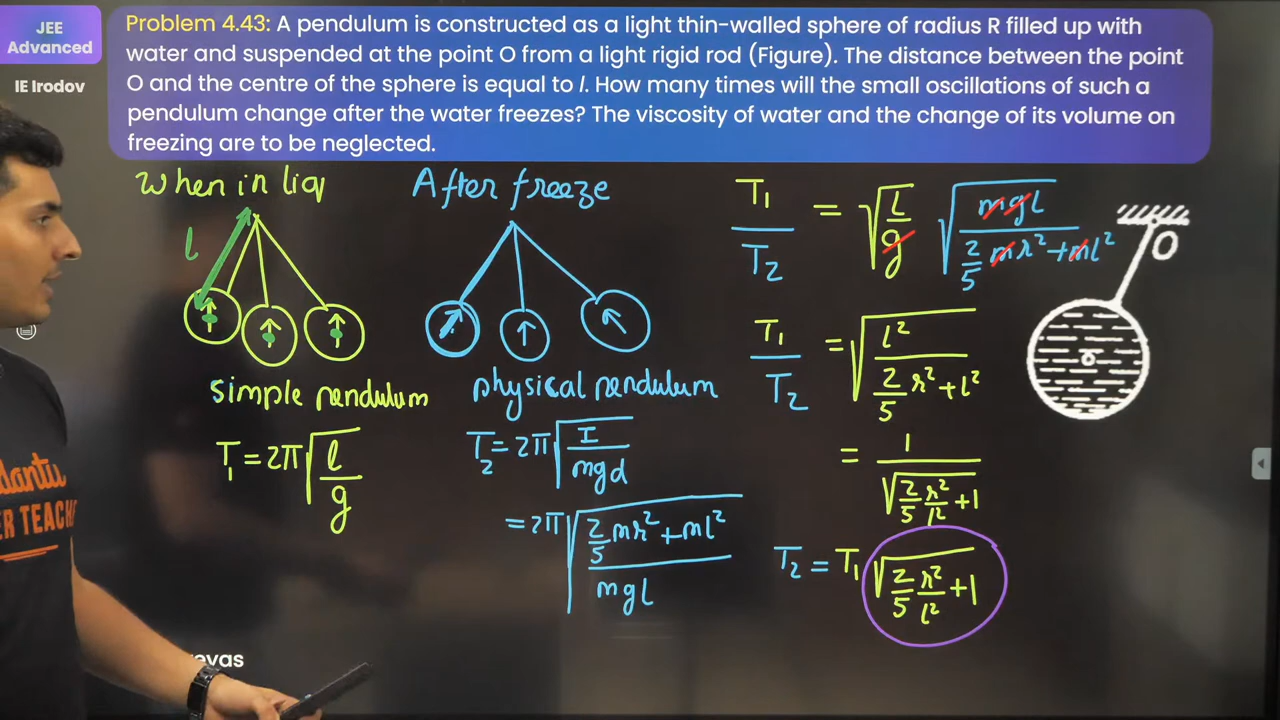 JEE
Advanced
IE Irodov
Problem 4.43: A pendulum is constructed as a light thin-walled sphere of radius R filled up with
water and suspended at the point O from a light rigid rod (Figure). The distance between the point
O and the centre of the sphere is equal to l. How many times will the small oscillations of such a
pendulum change after the water freezes? The viscosity of water and the change of its volume on
freezing are to be neglected.
When in liq
l
simple pendulum
T₁ = 2π√(l/g)
After freeze
physical pendulum
T₂ = 2π√(I/mgd)
= 2π√((2/5 mr² + ml²)/mgl)
T₁/T₂ = √(l/g) √(mgl/(2/5 mr² + ml²))
T₁/T₂ = √(l²/(2/5 r² + l²))
= 1/√(2/5 r²/l² + 1)
T₂ = T₁ √(2/5 r²/l² + 1)
O